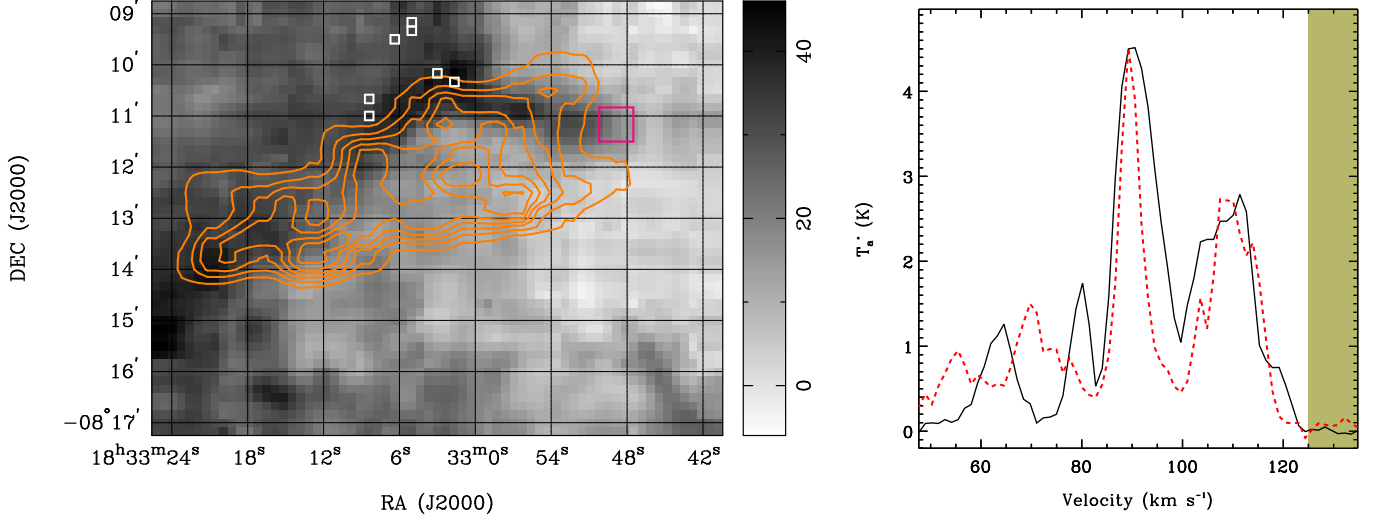 09′
10′
11′
12′
13′
14′
15′
16′
−08°17′
18ʰ33ᵐ24ˢ 18ˢ 12ˢ 6ˢ 33ᵐ0ˢ 54ˢ 48ˢ 42ˢ
RA (J2000)
DEC (J2000)
40
20
0
4
3
2
1
0
Tₐ* (K)
60 80 100 120
Velocity (km s⁻¹)